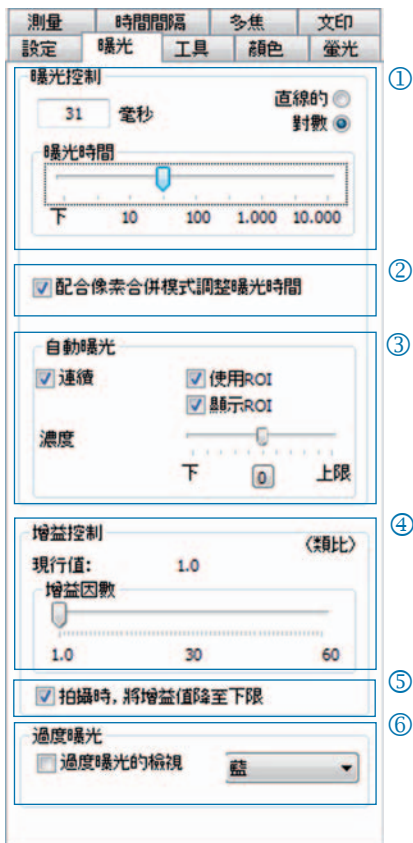 測量 時間間隔 多焦 文印
設定 曝光 工具 顏色 螢光
曝光控制
①
直線的
31 毫秒
對數
曝光時間
下 10 100 1.000 10.000
②
配合像素合併模式調整曝光時間
③
自動曝光
連續 使用ROI
顯示ROI
濃度
下 0 上限
④
增益控制
〈類比〉
現行值: 1.0
增益因數
1.0 30 60
⑤
拍攝時,將增益值降至下限
⑥
過度曝光
過度曝光的檢視 藍